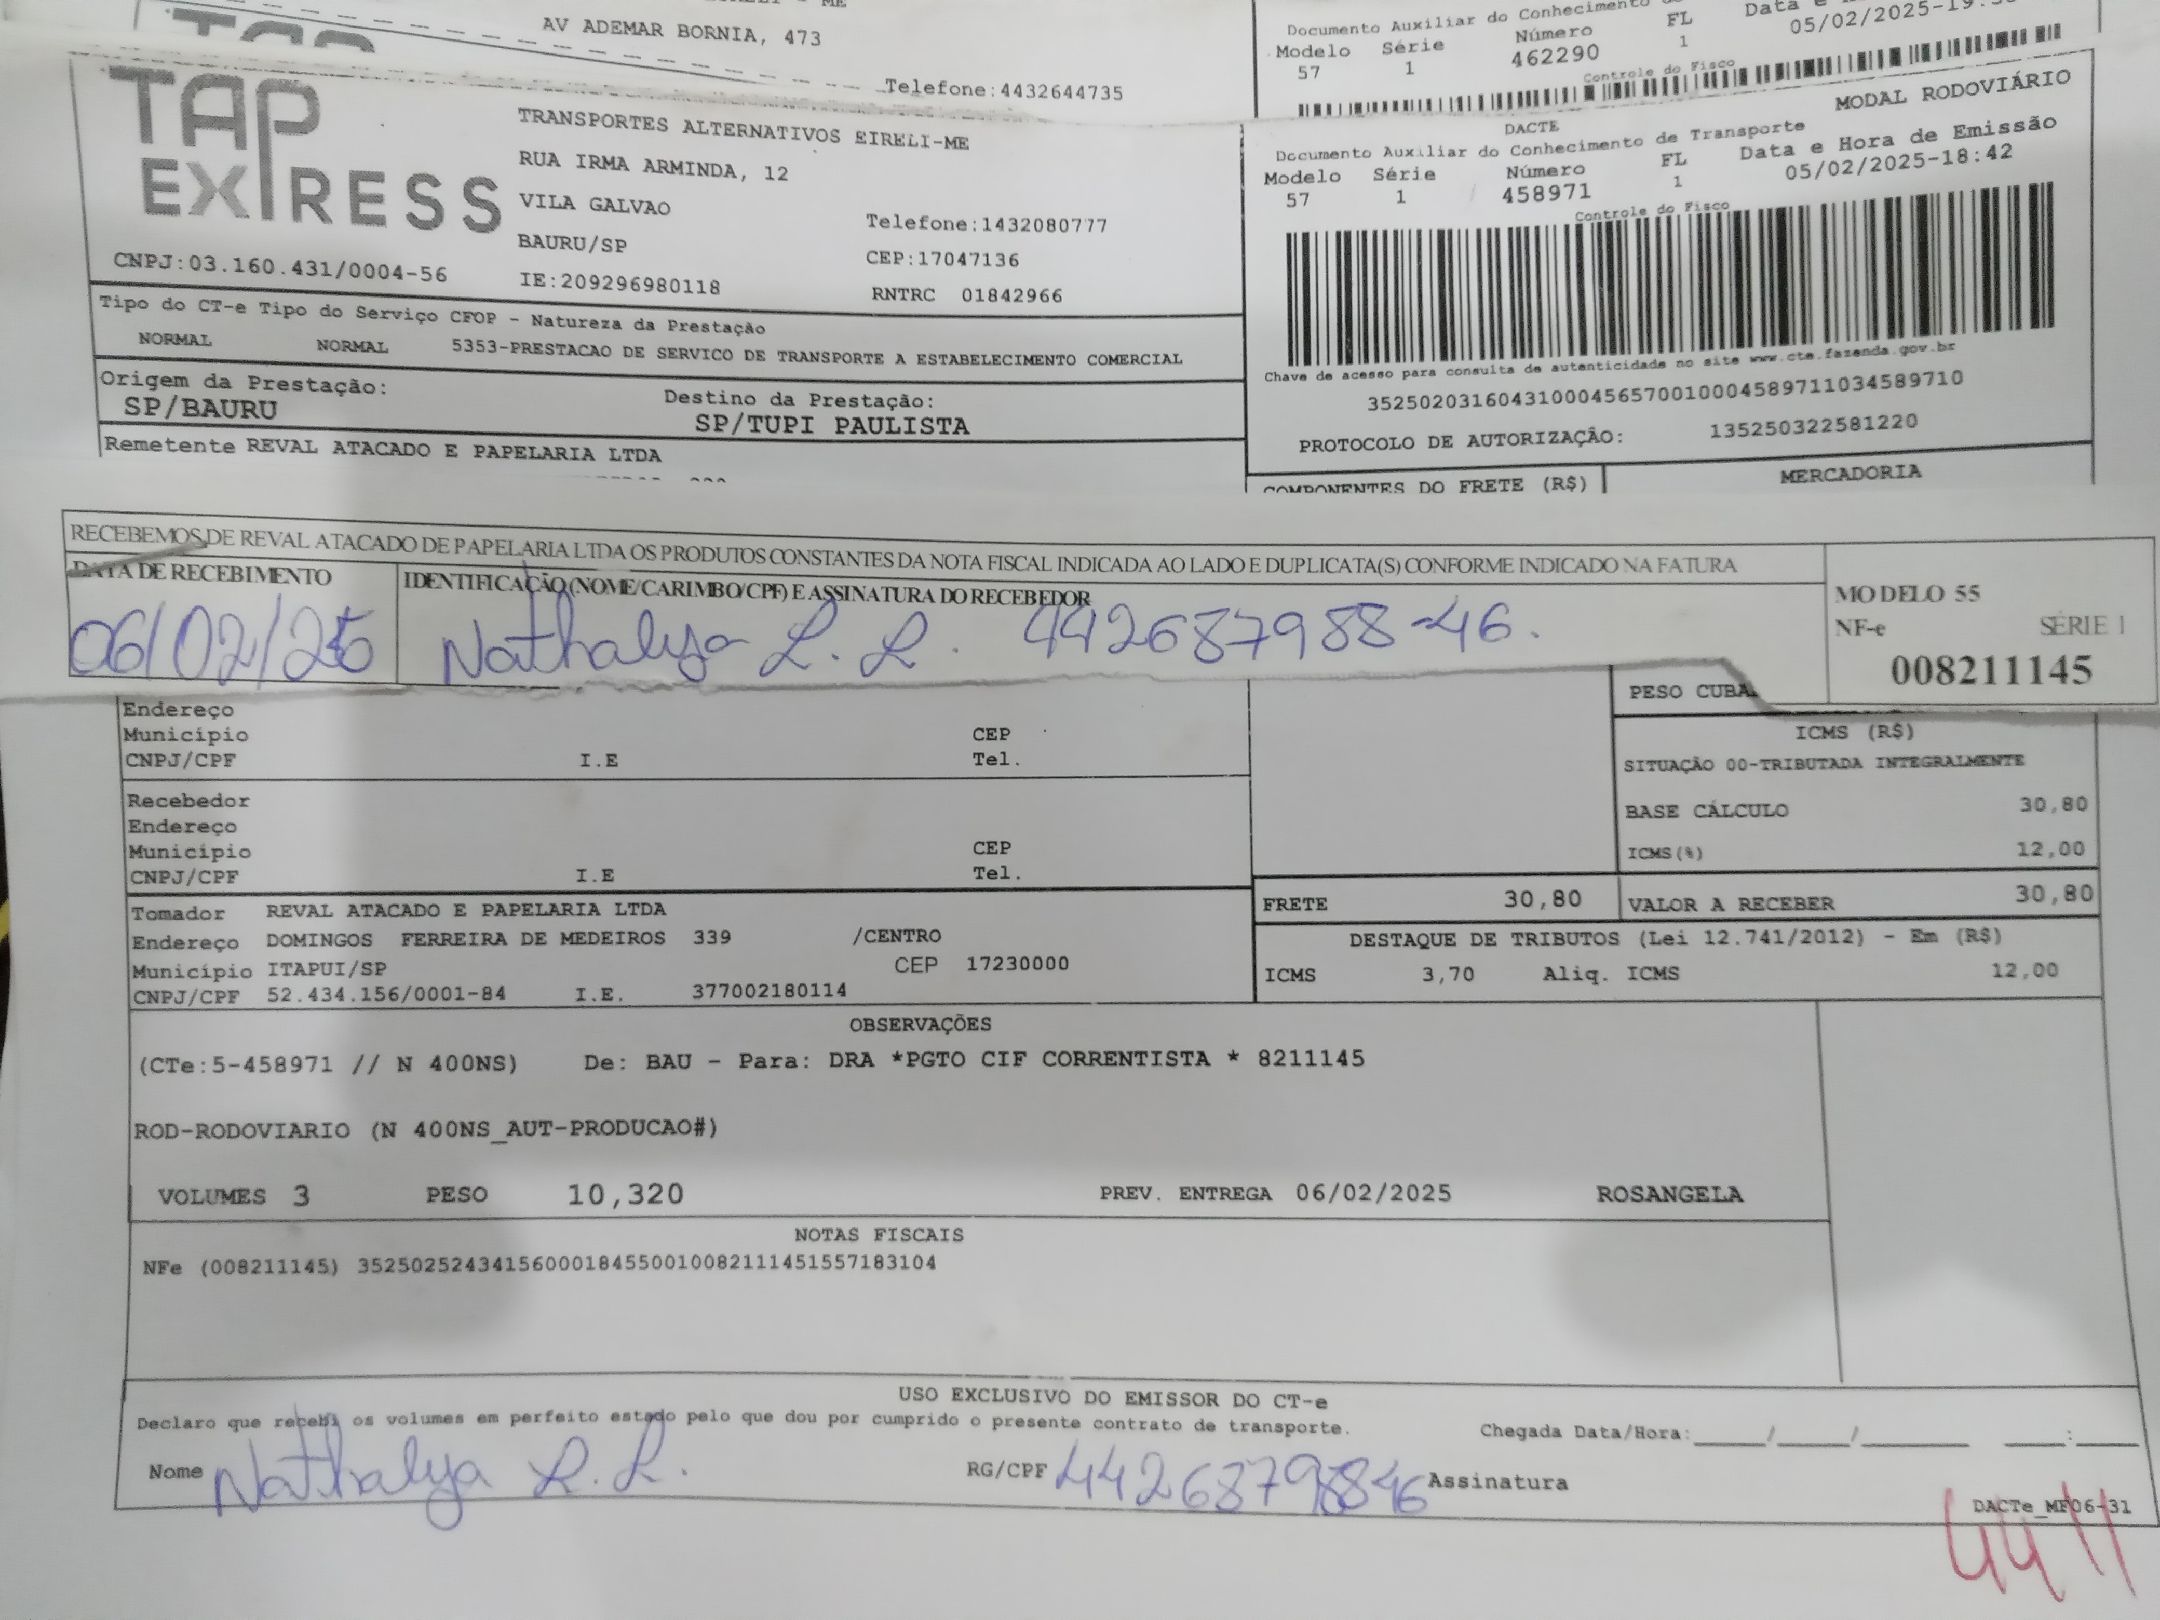 AV ADEMAR BORNIA, 473
Telefone:4432644735
Documento Auxiliar do Conhecimento
Modelo Série Número FL
57 1 462290 1 05/02/2025-19:
Controle do Fisco
MODAL RODOVIÁRIO
TAP EXPRESS
TRANSPORTES ALTERNATIVOS EIRELI-ME
RUA IRMA ARMINDA, 12
VILA GALVAO
Telefone:1432080777
BAURU/SP
CEP:17047136
CNPJ:03.160.431/0004-56
IE:209296980118
RNTRC 01842966
DACTE
Documento Auxiliar do Conhecimento de Transporte
Modelo Série Número FL Data e Hora de Emissão
57 1 458971 1 05/02/2025-18:42
Controle do Fisco
Chave de acesso para consulta de autenticidade no site www.cte.fazenda.gov.br
35250203160431000456570010004589711034589710
PROTOCOLO DE AUTORIZAÇÃO: 135250322581220
Tipo do CT-e Tipo do Serviço CFOP - Natureza da Prestação
NORMAL NORMAL 5353-PRESTACAO DE SERVICO DE TRANSPORTE A ESTABELECIMENTO COMERCIAL
Origem da Prestação: Destino da Prestação:
SP/BAURU SP/TUPI PAULISTA
Remetente REVAL ATACADO E PAPELARIA LTDA
COMPONENTES DO FRETE (R$) MERCADORIA
RECEBEMOS DE REVAL ATACADO DE PAPELARIA LTDA OS PRODUTOS CONSTANTES DA NOTA FISCAL INDICADA AO LADO E DUPLICATA(S) CONFORME INDICADO NA FATURA
DATA DE RECEBIMENTO IDENTIFICAÇÃO (NOME/CARIMBO/CPF) E ASSINATURA DO RECEBEDOR
06/02/25 Nathalya L. L. 442687988-46.
MODELO 55
NF-e SÉRIE 1
008211145
PESO CUBA
Endereço
Município CEP
CNPJ/CPF I.E Tel.
Recebedor
Endereço
Município CEP
CNPJ/CPF I.E Tel.
ICMS (R$)
SITUAÇÃO 00-TRIBUTADA INTEGRALMENTE
BASE CÁLCULO 30,80
ICMS(%) 12,00
FRETE 30,80 VALOR A RECEBER 30,80
Tomador REVAL ATACADO E PAPELARIA LTDA
Endereço DOMINGOS FERREIRA DE MEDEIROS 339 /CENTRO
Município ITAPUI/SP CEP 17230000
CNPJ/CPF 52.434.156/0001-84 I.E. 377002180114
DESTAQUE DE TRIBUTOS (Lei 12.741/2012) - Em (R$)
ICMS 3,70 Aliq. ICMS 12,00
OBSERVAÇÕES
(CTe:5-458971 // N 400NS) De: BAU - Para: DRA *PGTO CIF CORRENTISTA * 8211145
ROD-RODOVIARIO (N 400NS_AUT-PRODUCAO#)
VOLUMES 3 PESO 10,320 PREV. ENTREGA 06/02/2025 ROSANGELA
NOTAS FISCAIS
NFe (008211145) 35250252434156000184550010082111451557183104
USO EXCLUSIVO DO EMISSOR DO CT-e
Declaro que recebi os volumes em perfeito estado pelo que dou por cumprido o presente contrato de transporte.
Chegada Data/Hora:____/____/______ ____:____
Nome Nathalya L. L. RG/CPF 44268798846 Assinatura
DACTe_MF06-31
4411